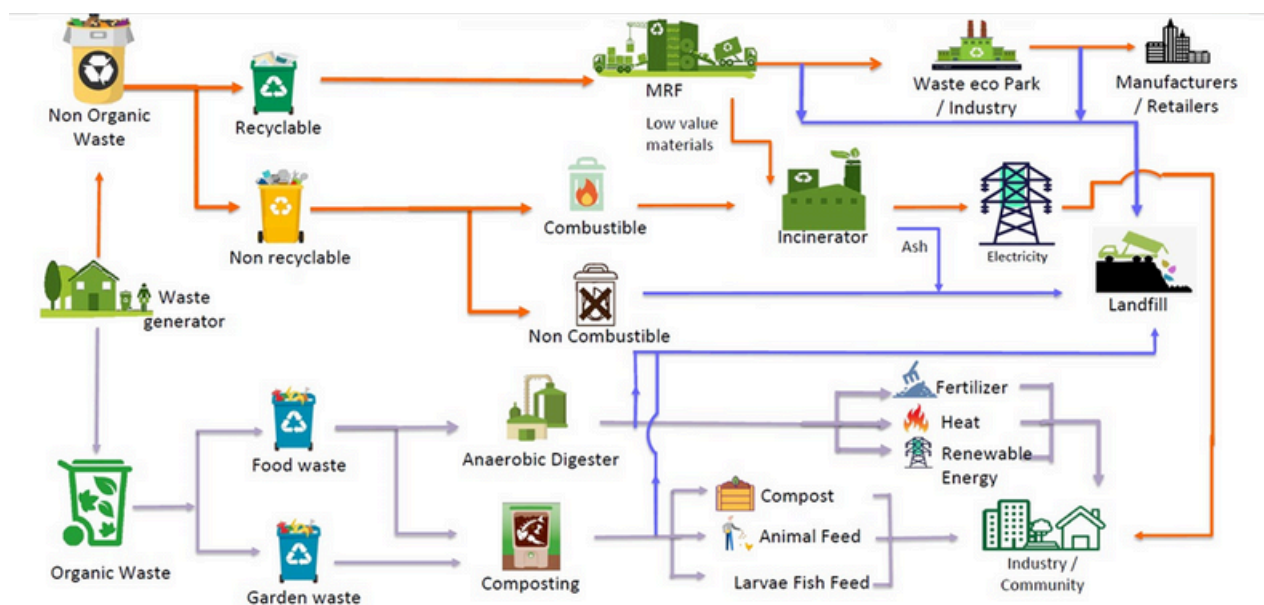 Non Organic
Waste
Recyclable
MRF
Waste eco Park
/ Industry
Manufacturers
/ Retailers
Low value
materials
Non recyclable
Combustible
Incinerator
Electricity
Ash
Landfill
Waste
generator
Non Combustible
Fertilizer
Heat
Renewable
Energy
Food waste
Anaerobic Digester
Compost
Animal Feed
Larvae Fish Feed
Industry /
Community
Organic Waste
Garden waste
Composting